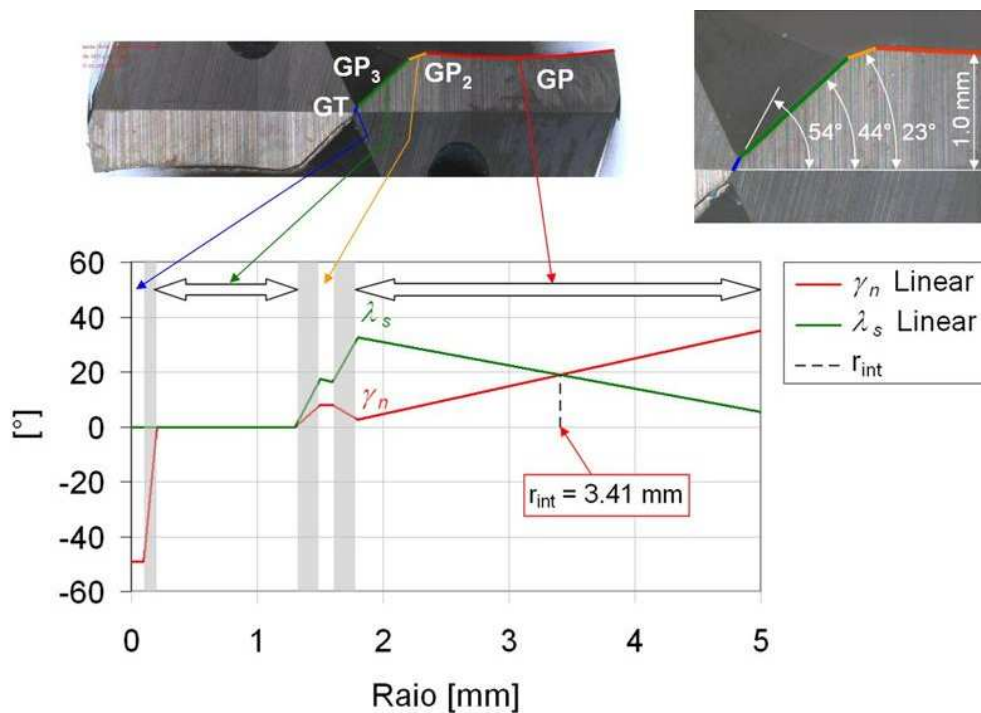 GP3
GP2
GP
GT
54°
44°
23°
1.0 mm
60
40
20
0
-20
-40
-60
[°]
λs
γn
rint = 3.41 mm
0
1
2
3
4
5
Raio [mm]
γn Linear
λs Linear
rint